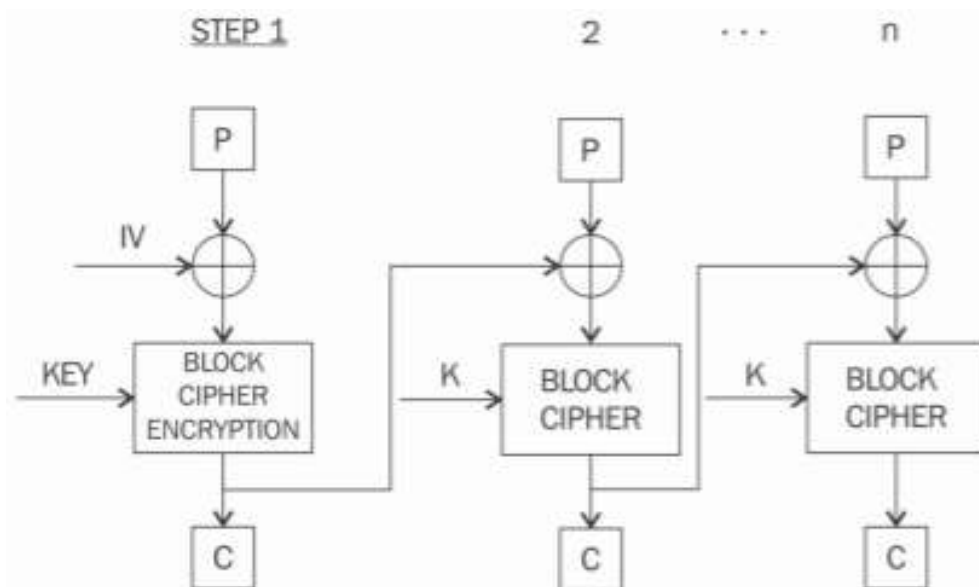 STEP 1 2 ... n
P P P
IV
KEY
BLOCK
CIPHER
ENCRYPTION
K
BLOCK
CIPHER
K
BLOCK
CIPHER
C C C